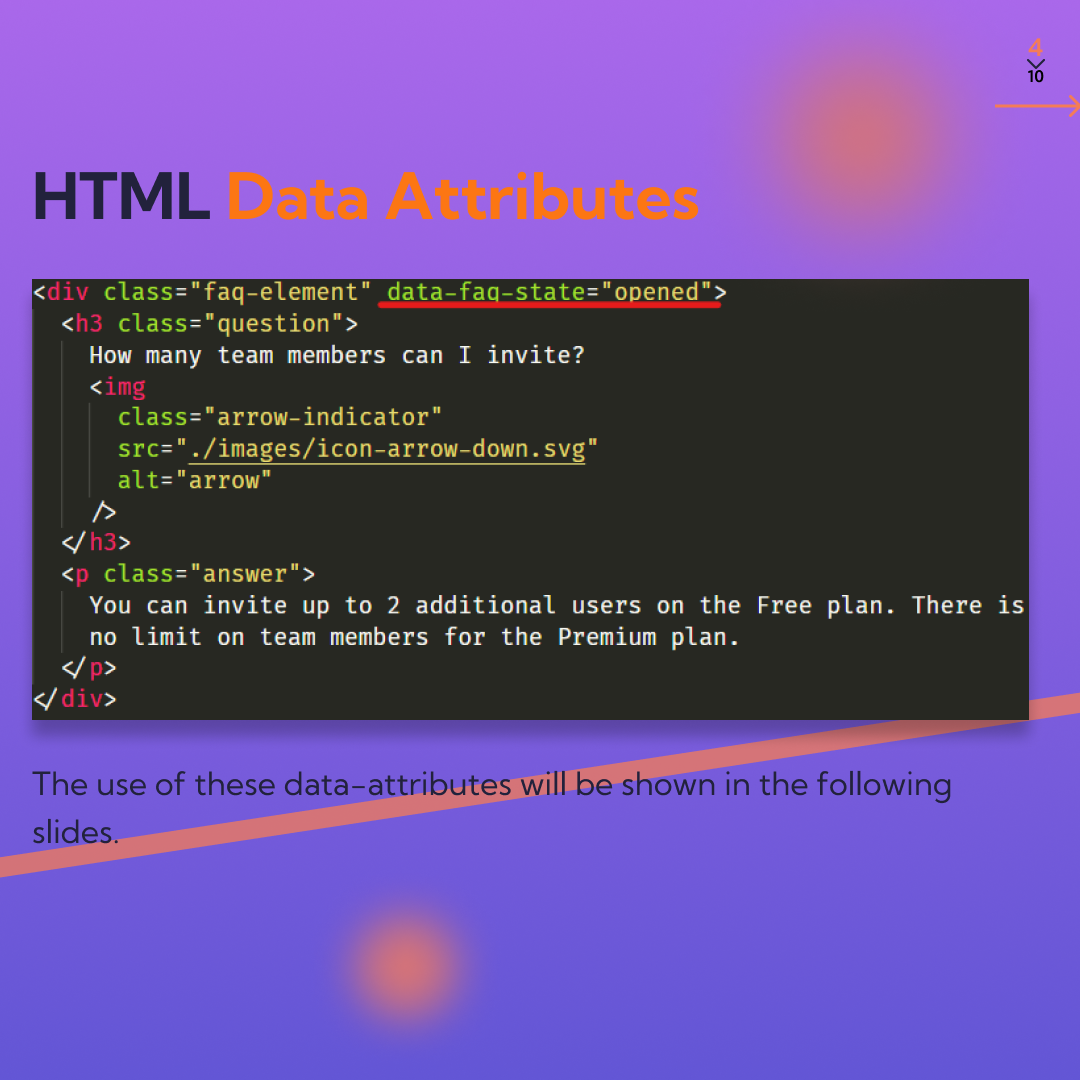 4
10
HTML Data Attributes
<div class="faq-element" data-faq-state="opened">
<h3 class="question">
How many team members can I invite?
<img
class="arrow-indicator"
src="./images/icon-arrow-down.svg"
alt="arrow"
/>
</h3>
<p class="answer">
You can invite up to 2 additional users on the Free plan. There is
no limit on team members for the Premium plan.
</p>
</div>
The use of these data-attributes will be shown in the following
slides.